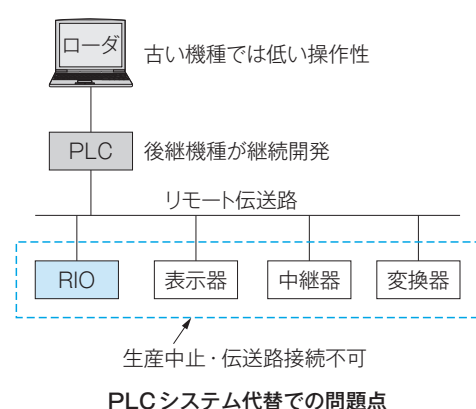 ローダ
古い機種では低い操作性
PLC
後継機種が継続開発
リモート伝送路
RIO
表示器
中継器
変換器
生産中止・伝送路接続不可
PLCシステム代替での問題点